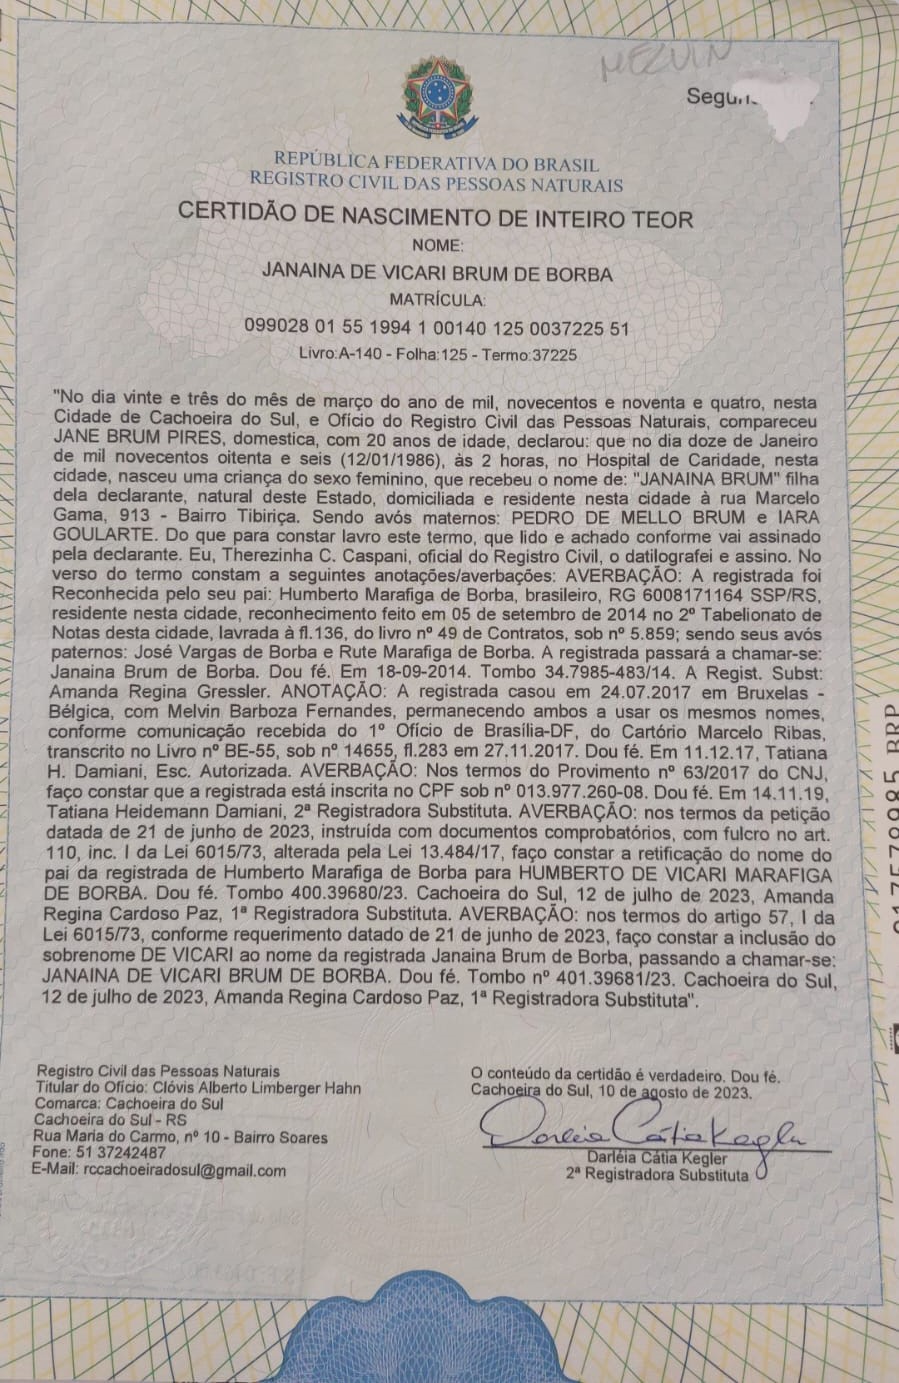 MELVIN
REPÚBLICA FEDERATIVA DO BRASIL
REGISTRO CIVIL DAS PESSOAS NATURAIS
CERTIDÃO DE NASCIMENTO DE INTEIRO TEOR
NOME:
JANAINA DE VICARI BRUM DE BORBA
MATRÍCULA:
099028 01 55 1994 1 00140 125 0037225 51
Livro:A-140 - Folha:125 - Termo:37225
"No dia vinte e três do mês de março do ano de mil, novecentos e noventa e quatro, nesta
Cidade de Cachoeira do Sul, e Ofício do Registro Civil das Pessoas Naturais, compareceu
JANE BRUM PIRES, domestica, com 20 anos de idade, declarou: que no dia doze de Janeiro
de mil novecentos oitenta e seis (12/01/1986), às 2 horas, no Hospital de Caridade, nesta
cidade, nasceu uma criança do sexo feminino, que recebeu o nome de: "JANAINA BRUM" filha
dela declarante, natural deste Estado, domiciliada e residente nesta cidade à rua Marcelo
Gama, 913 - Bairro Tibiriça. Sendo avós maternos: PEDRO DE MELLO BRUM e IARA
GOULARTE. Do que para constar lavro este termo, que lido e achado conforme vai assinado
pela declarante. Eu, Therezinha C. Caspani, oficial do Registro Civil, o datilografei e assino. No
verso do termo constam a seguintes anotações/averbações: AVERBAÇÃO: A registrada foi
Reconhecida pelo seu pai: Humberto Marafiga de Borba, brasileiro, RG 6008171164 SSP/RS,
residente nesta cidade, reconhecimento feito em 05 de setembro de 2014 no 2º Tabelionato de
Notas desta cidade, lavrada à fl.136, do livro nº 49 de Contratos, sob nº 5.859; sendo seus avós
paternos: José Vargas de Borba e Rute Marafiga de Borba. A registrada passará a chamar-se:
Janaina Brum de Borba. Dou fé. Em 18-09-2014. Tombo 34.7985-483/14. A Regist. Subst:
Amanda Regina Gressler. ANOTAÇÃO: A registrada casou em 24.07.2017 em Bruxelas -
Bélgica, com Melvin Barboza Fernandes, permanecendo ambos a usar os mesmos nomes,
conforme comunicação recebida do 1º Ofício de Brasília-DF, do Cartório Marcelo Ribas,
transcrito no Livro nº BE-55, sob nº 14655, fl.283 em 27.11.2017. Dou fé. Em 11.12.17, Tatiana
H. Damiani, Esc. Autorizada. AVERBAÇÃO: Nos termos do Provimento nº 63/2017 do CNJ,
faço constar que a registrada está inscrita no CPF sob nº 013.977.260-08. Dou fé. Em 14.11.19,
Tatiana Heidemann Damiani, 2ª Registradora Substituta. AVERBAÇÃO: nos termos da petição
datada de 21 de junho de 2023, instruída com documentos comprobatórios, com fulcro no art.
110, inc. I da Lei 6015/73, alterada pela Lei 13.484/17, faço constar a retificação do nome do
pai da registrada de Humberto Marafiga de Borba para HUMBERTO DE VICARI MARAFIGA
DE BORBA. Dou fé. Tombo 400.39680/23. Cachoeira do Sul, 12 de julho de 2023, Amanda
Regina Cardoso Paz, 1ª Registradora Substituta. AVERBAÇÃO: nos termos do artigo 57, I da
Lei 6015/73, conforme requerimento datado de 21 de junho de 2023, faço constar a inclusão do
sobrenome DE VICARI ao nome da registrada Janaina Brum de Borba, passando a chamar-se:
JANAINA DE VICARI BRUM DE BORBA. Dou fé. Tombo nº 401.39681/23. Cachoeira do Sul,
12 de julho de 2023, Amanda Regina Cardoso Paz, 1ª Registradora Substituta".
Registro Civil das Pessoas Naturais
Titular do Ofício: Clóvis Alberto Limberger Hahn
Comarca: Cachoeira do Sul
Cachoeira do Sul - RS
Rua Maria do Carmo, nº 10 - Bairro Soares
Fone: 51 37242487
E-Mail: rccachoeiradosul@gmail.com
O conteúdo da certidão é verdadeiro. Dou fé.
Cachoeira do Sul, 10 de agosto de 2023.
Darléia Cátia Kegler
Darléia Cátia Kegler
2ª Registradora Substituta